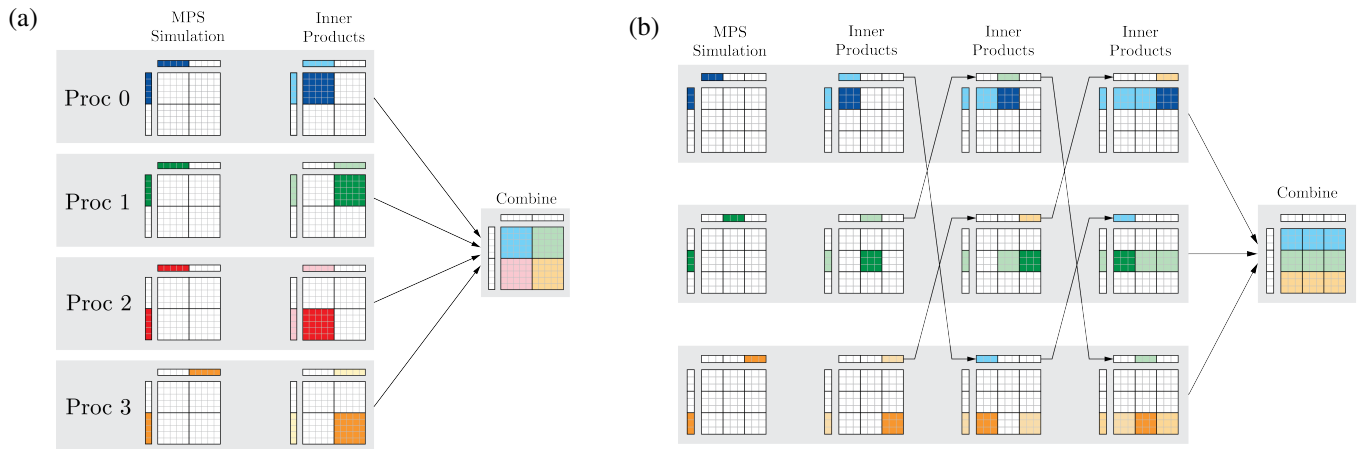 (a)
MPS
Simulation
Inner
Products
Proc 0
Proc 1
Proc 2
Proc 3
Combine
(b)
MPS
Simulation
Inner
Products
Inner
Products
Inner
Products
Combine